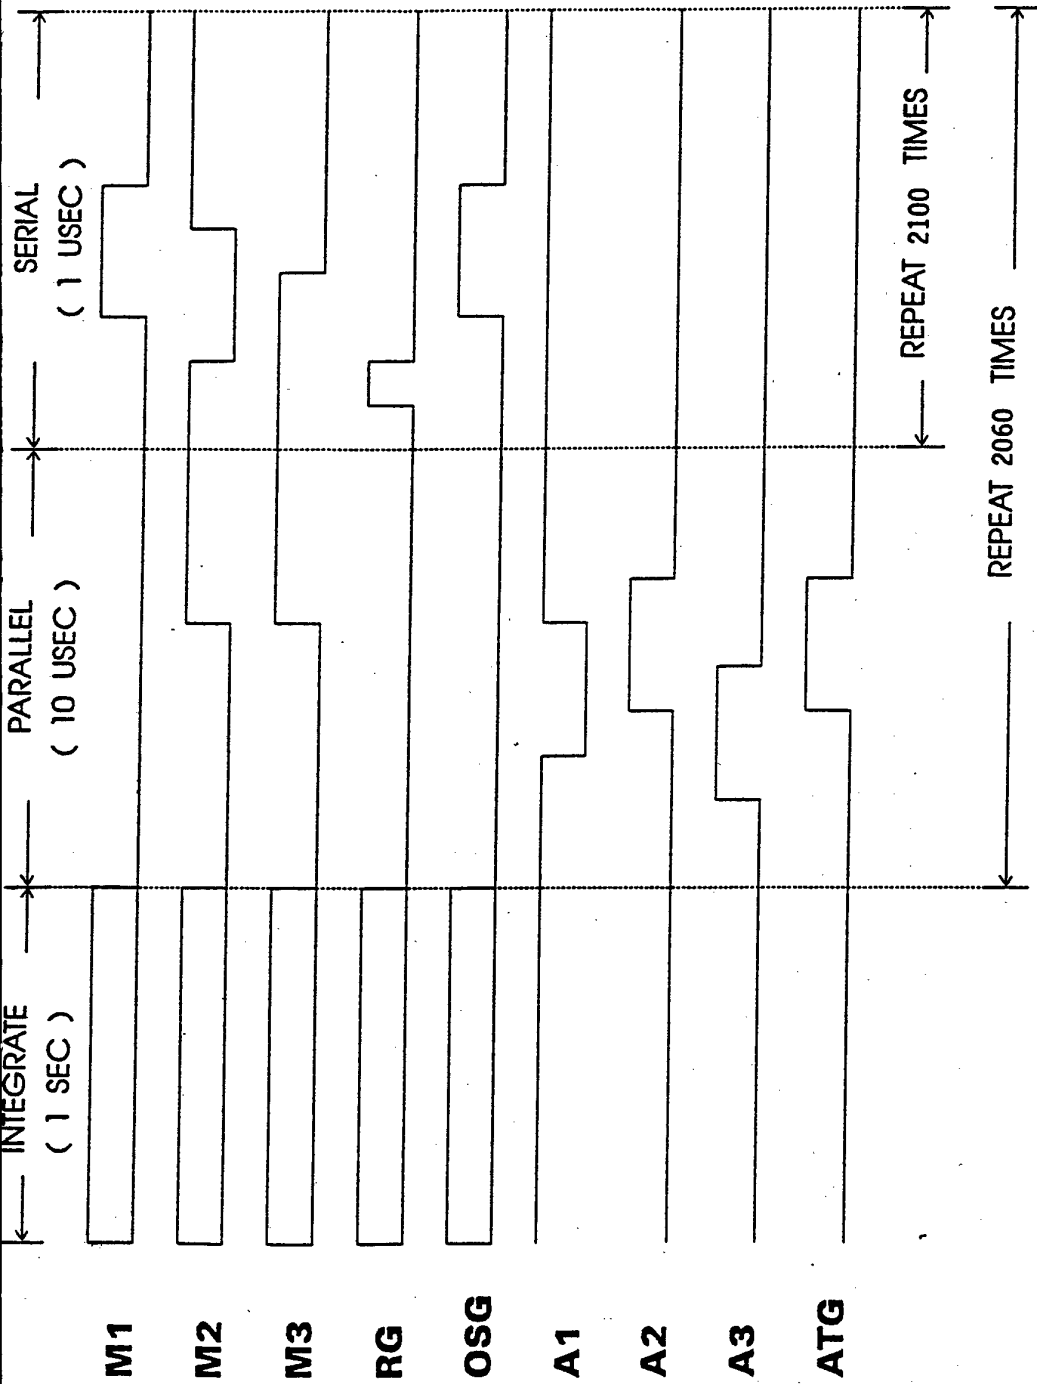 INTEGRATE
( 1 SEC )
PARALLEL
( 10 USEC )
SERIAL
( 1 USEC )
M1
M2
M3
RG
OSG
A1
A2
A3
ATG
REPEAT 2100 TIMES
REPEAT 2060 TIMES